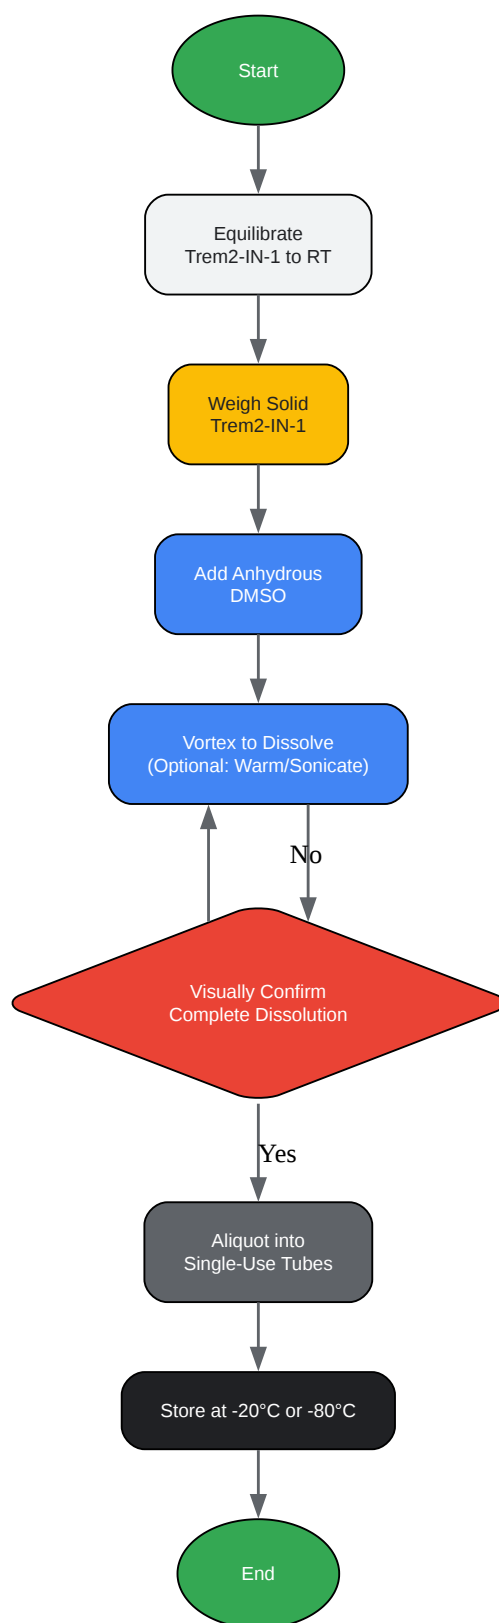 Start
Equilibrate
Trem2-IN-1 to RT
Weigh Solid
Trem2-IN-1
Add Anhydrous
DMSO
Vortex to Dissolve
(Optional: Warm/Sonicate)
No
Visually Confirm
Complete Dissolution
Yes
Aliquot into
Single-Use Tubes
Store at -20°C or -80°C
End